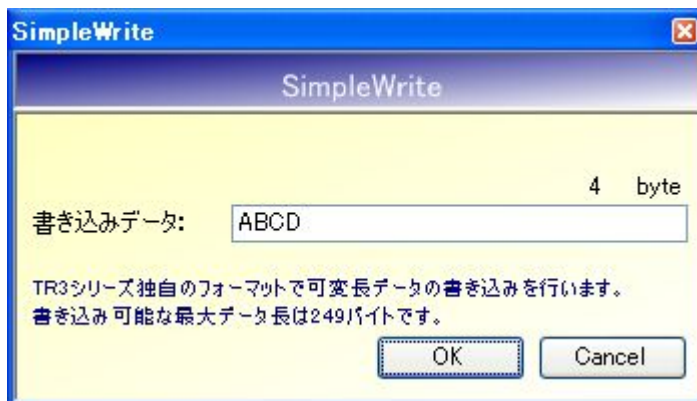 SimpleWrite
SimpleWrite
4 byte
書き込みデータ: ABCD
TR3シリーズ独自のフォーマットで可変長データの書き込みを行います。
書き込み可能な最大データ長は249バイトです。
OK Cancel